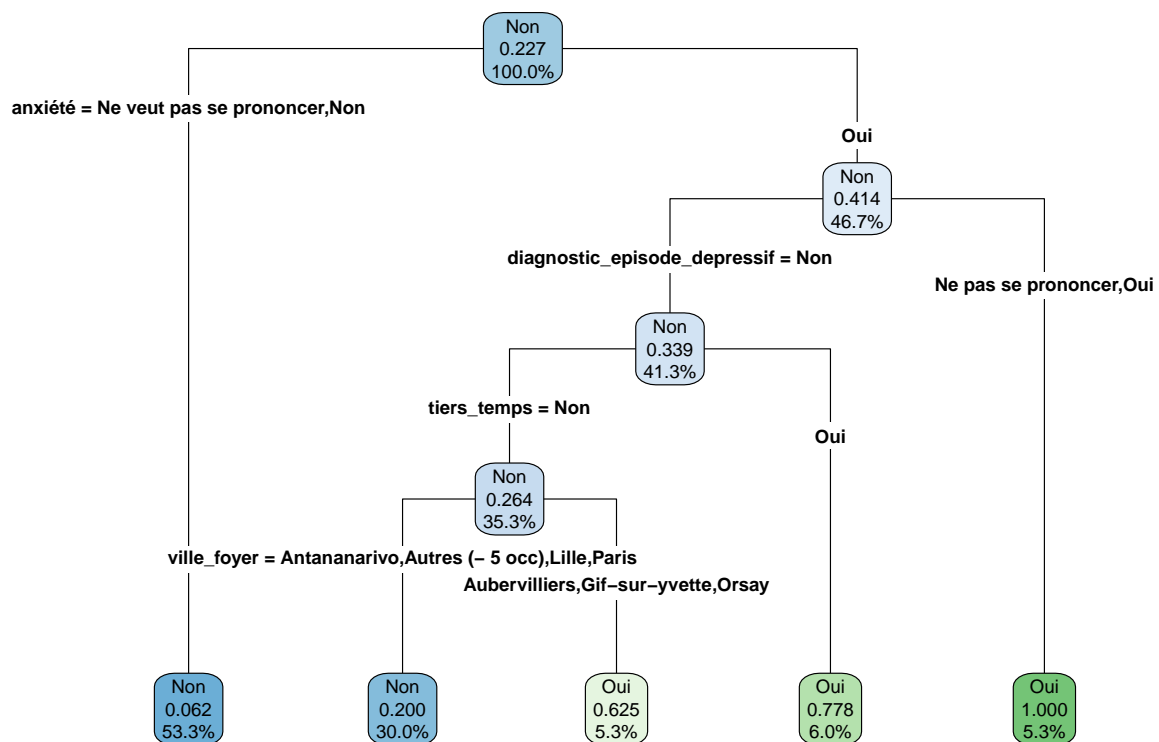 Non
0.227
100.0%
anxiété = Ne veut pas se prononcer,Non
Oui
Non
0.414
46.7%
diagnostic_episode_depressif = Non
Ne pas se prononcer,Oui
Non
0.339
41.3%
tiers_temps = Non
Oui
Non
0.264
35.3%
ville_foyer = Antananarivo,Autres (− 5 occ),Lille,Paris
Aubervilliers,Gif−sur−yvette,Orsay
Non
0.062
53.3%
Non
0.200
30.0%
Oui
0.625
5.3%
Oui
0.778
6.0%
Oui
1.000
5.3%